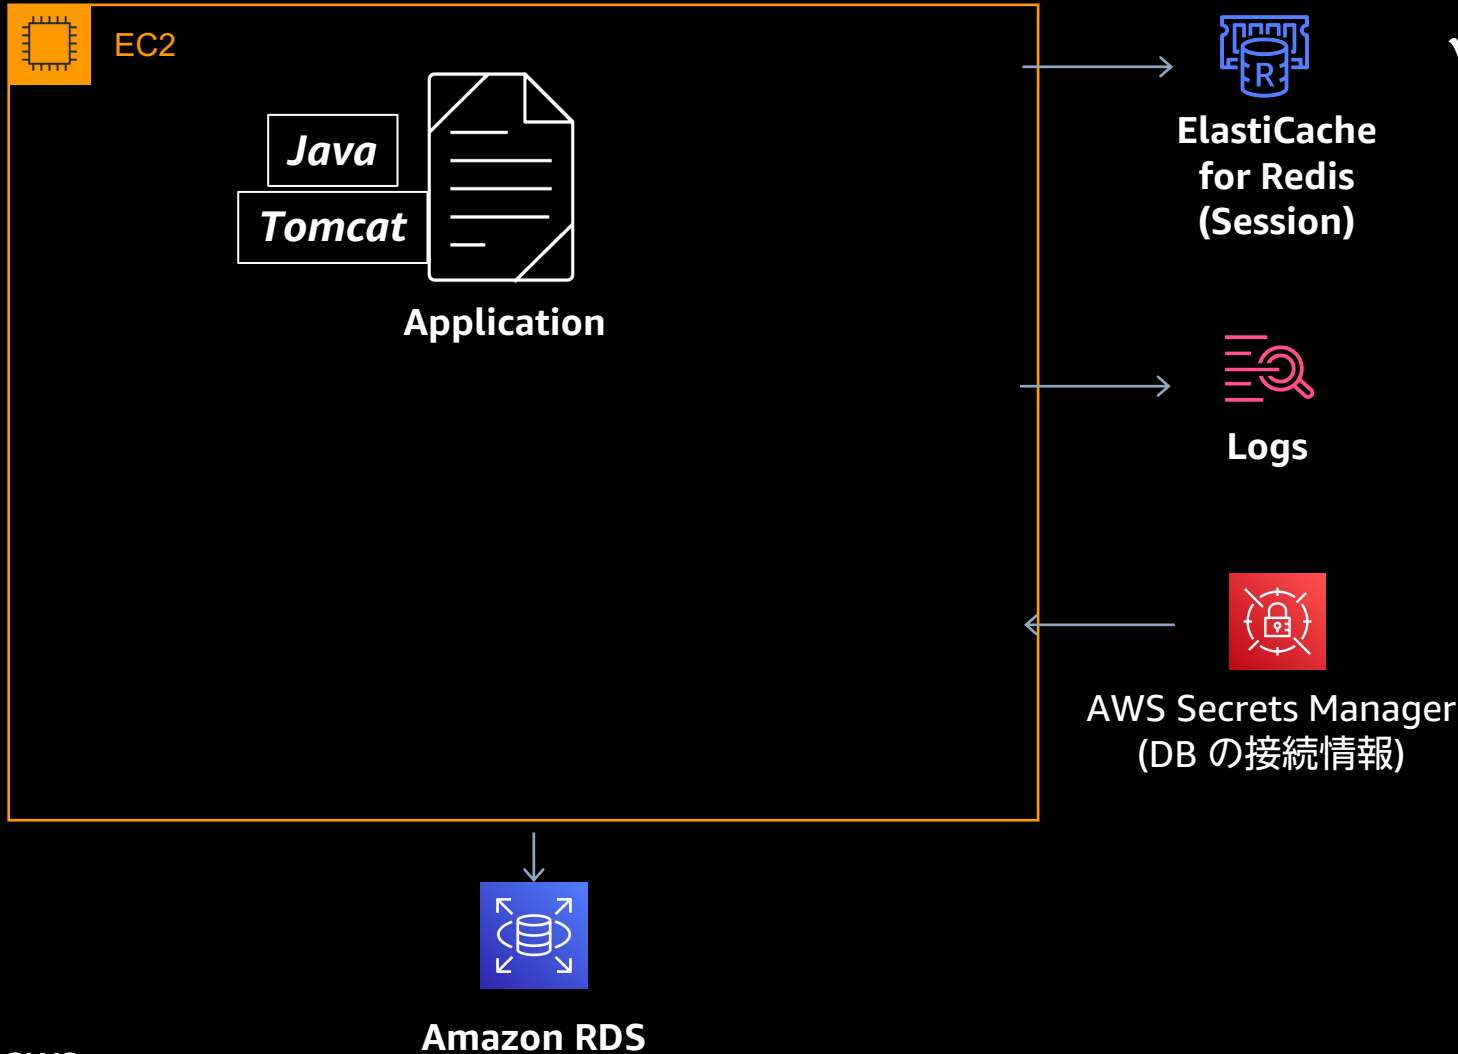 EC2
Java
Tomcat
Application
R
ElastiCache
for Redis
(Session)
Logs
AWS Secrets Manager
(DB の接続情報)
Amazon RDS